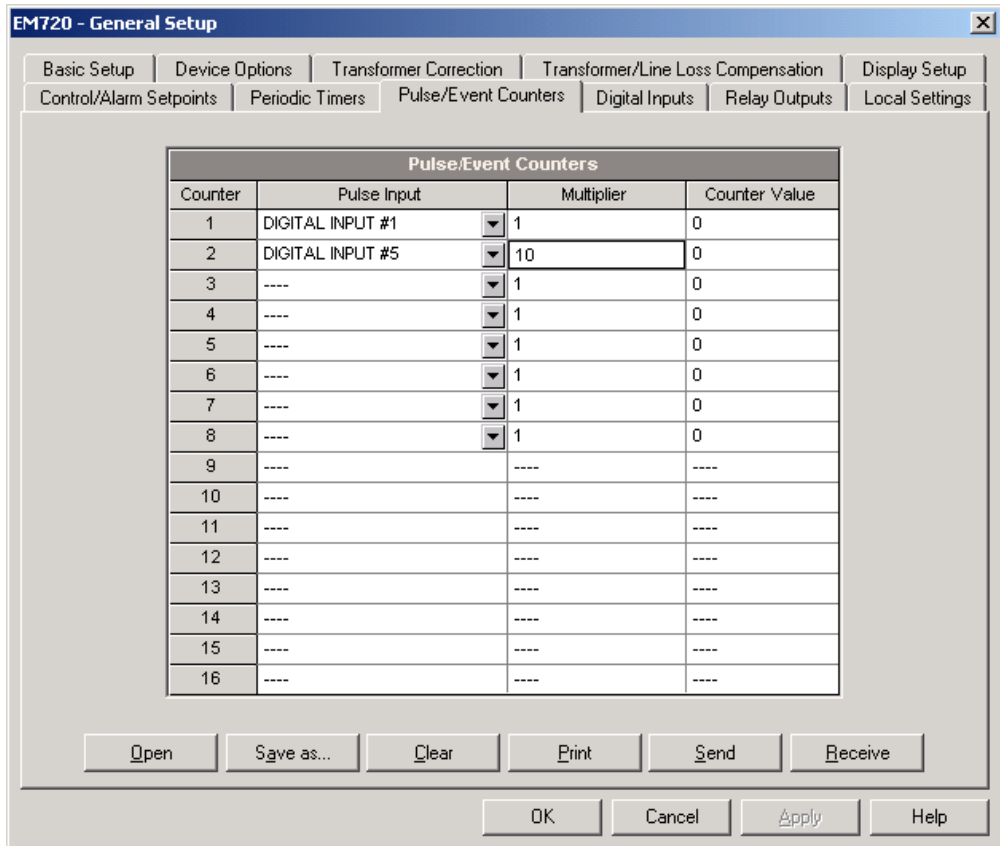 EM720 - General Setup
Basic Setup Device Options Transformer Correction Transformer/Line Loss Compensation Display Setup
Control/Alarm Setpoints Periodic Timers Pulse/Event Counters Digital Inputs Relay Outputs Local Settings
Pulse/Event Counters
Counter Pulse Input Multiplier Counter Value
1 DIGITAL INPUT #1 1 0
2 DIGITAL INPUT #5 10 0
3 ---- 1 0
4 ---- 1 0
5 ---- 1 0
6 ---- 1 0
7 ---- 1 0
8 ---- 1 0
9 ---- ---- ----
10 ---- ---- ----
11 ---- ---- ----
12 ---- ---- ----
13 ---- ---- ----
14 ---- ---- ----
15 ---- ---- ----
16 ---- ---- ----
Open Save as... Clear Print Send Receive
OK Cancel Apply Help